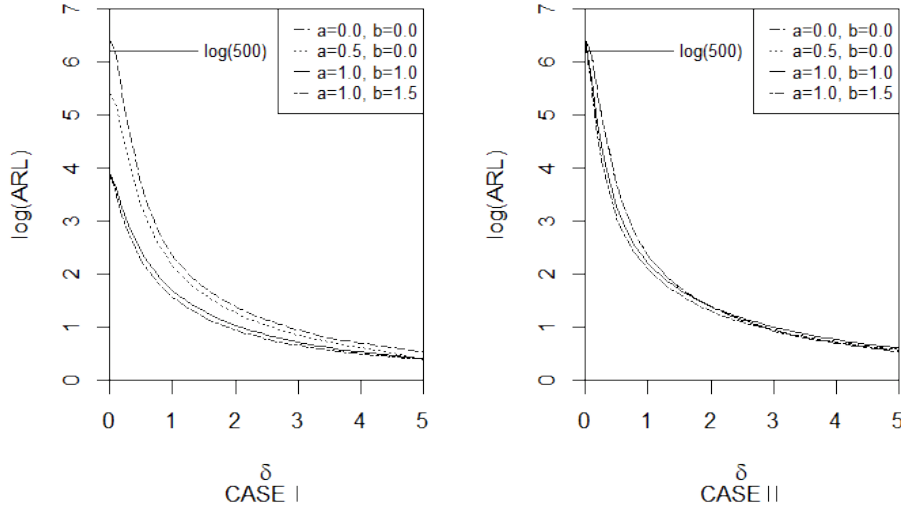 7
6
5
4
3
2
1
0
log(ARL)
log(500)
a=0.0, b=0.0
a=0.5, b=0.0
a=1.0, b=1.0
a=1.0, b=1.5
0 1 2 3 4 5
δ
CASE I
7
6
5
4
3
2
1
0
log(ARL)
log(500)
a=0.0, b=0.0
a=0.5, b=0.0
a=1.0, b=1.0
a=1.0, b=1.5
0 1 2 3 4 5
δ
CASE II